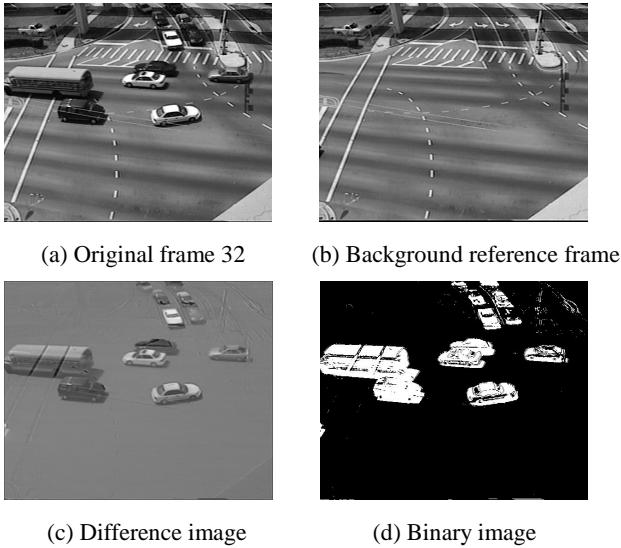 (a) Original frame 32
(b) Background reference frame
(c) Difference image
(d) Binary image